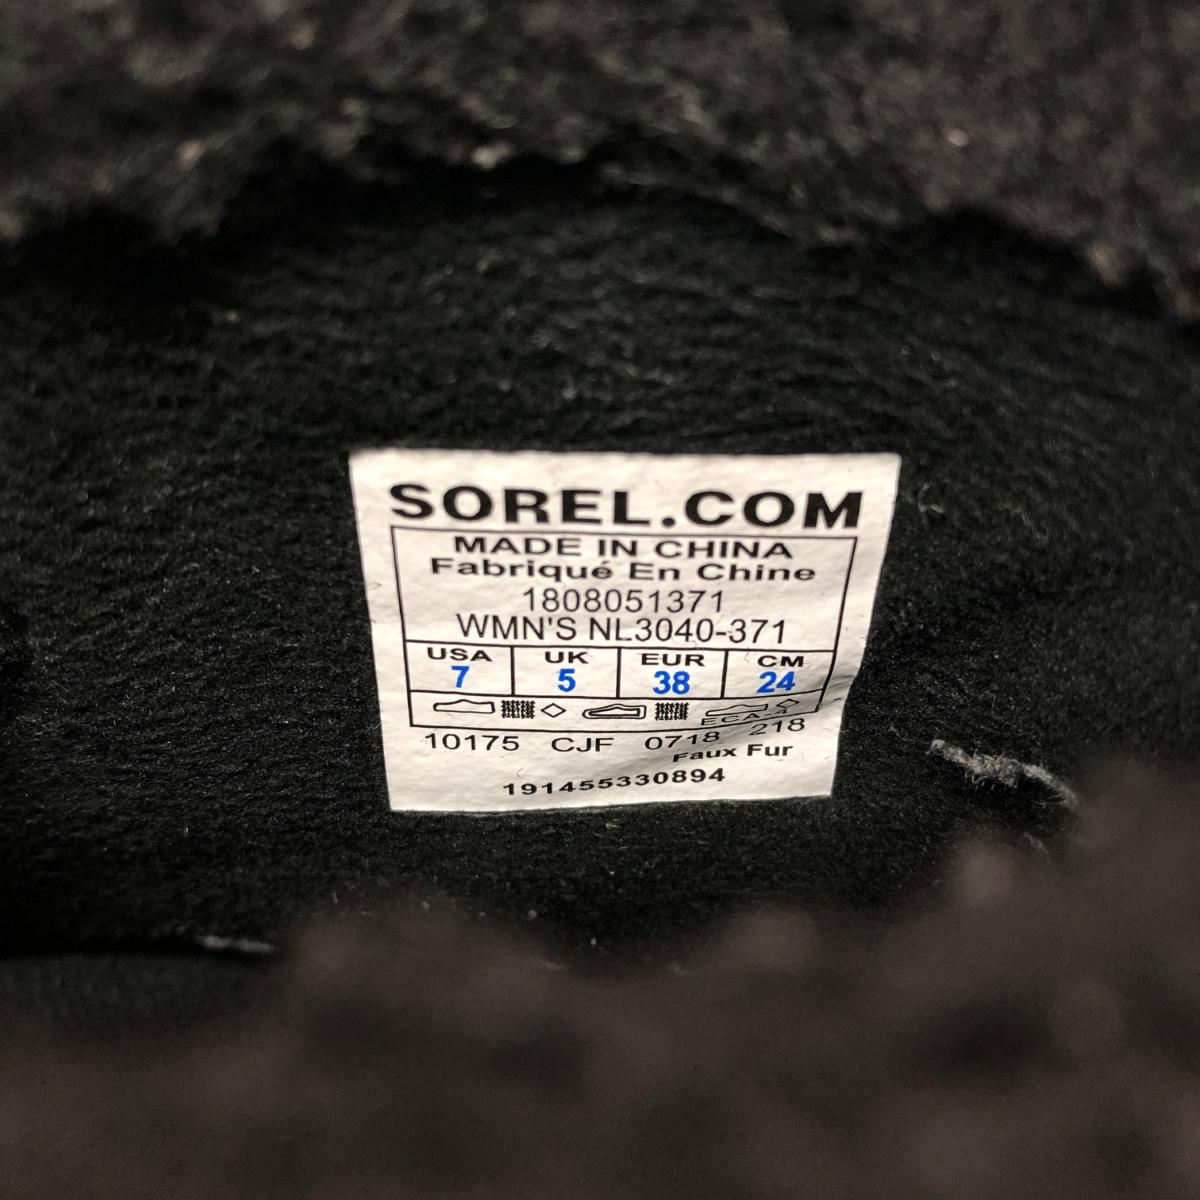 SOREL.COM
MADE IN CHINA
Fabriqué En Chine
1808051371
WMN'S NL3040-371
USA UK EUR CM
7 5 38 24
10175 CJF 0718 218
Faux Fur
191455330894